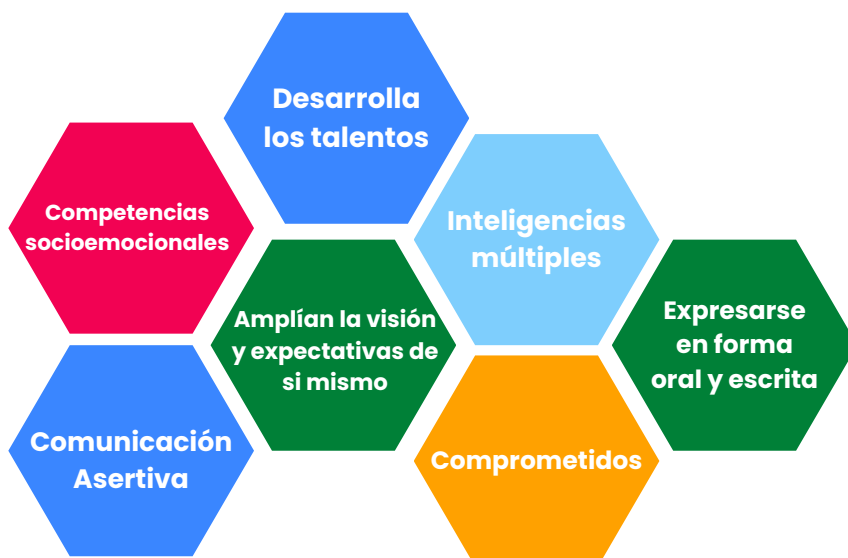 Desarrolla
los talentos
Competencias
socioemocionales
Inteligencias
múltiples
Amplían la visión
y expectativas de
si mismo
Expresarse
en forma
oral y escrita
Comunicación
Asertiva
Comprometidos